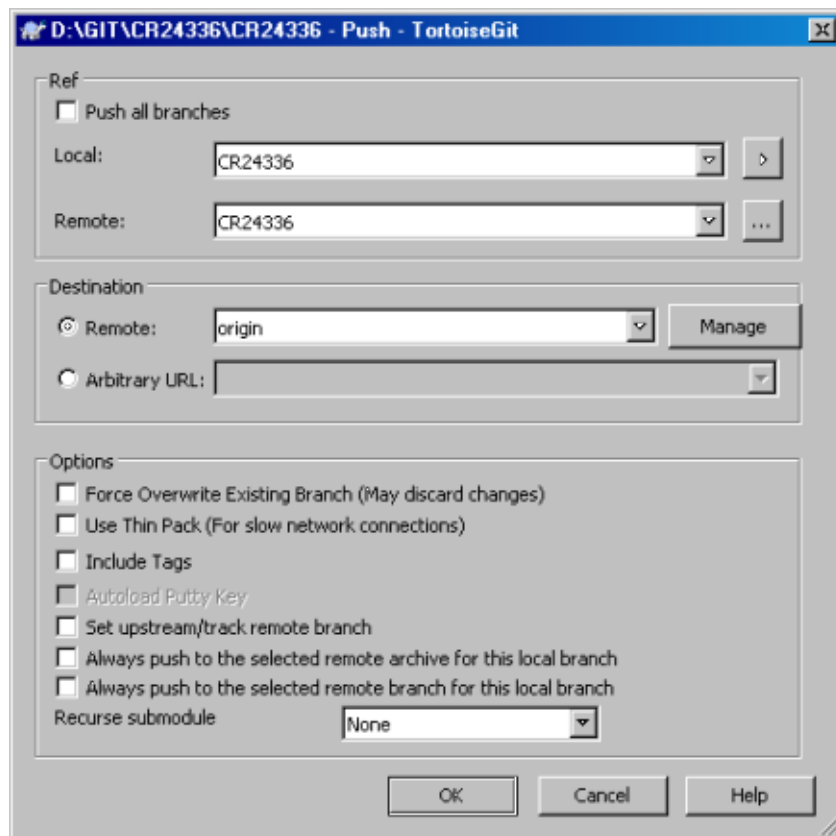 D:\GIT\CR24336\CR24336 - Push - TortoiseGit
Ref
Push all branches
Local: CR24336
Remote: CR24336 ...
Destination
Remote: origin Manage
Arbitrary URL:
Options
Force Overwrite Existing Branch (May discard changes)
Use Thin Pack (For slow network connections)
Include Tags
Autoload Putty Key
Set upstream/track remote branch
Always push to the selected remote archive for this local branch
Always push to the selected remote branch for this local branch
Recurse submodule None
OK Cancel Help